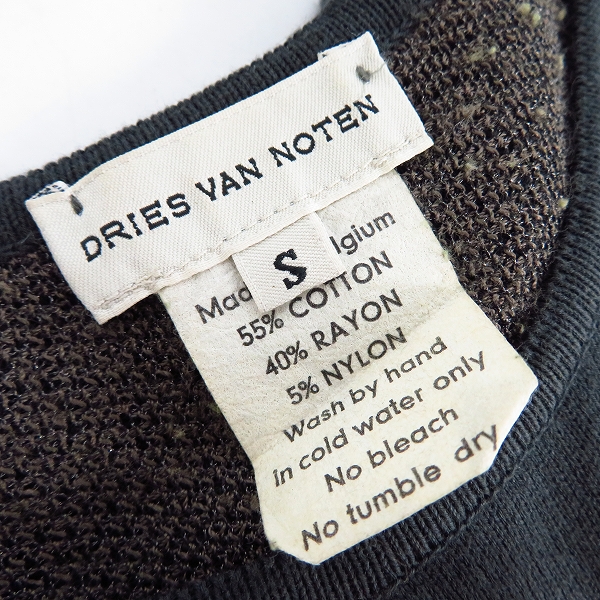 DRIES VAN NOTEN
S
Mad lgium
55% COTTON
40% RAYON
5% NYLON
Wash by hand
in cold water only
No bleach
No tumble dry